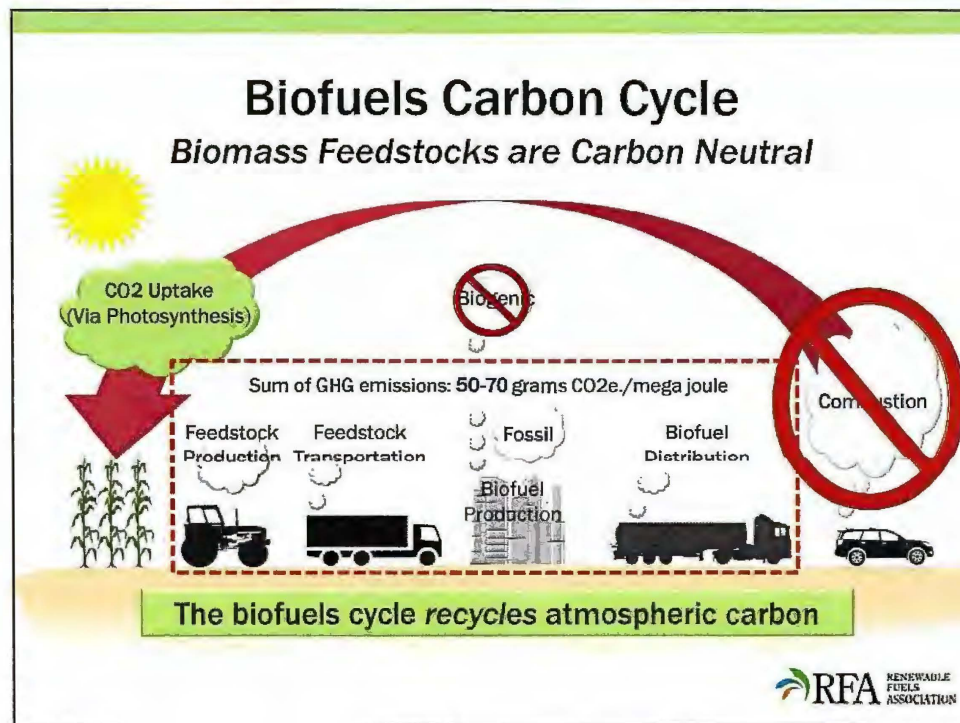 Biofuels Carbon Cycle
Biomass Feedstocks are Carbon Neutral
CO2 Uptake
(Via Photosynthesis)
Biogenic
Sum of GHG emissions: 50-70 grams CO2e./mega joule
Combustion
Feedstock
Production
Feedstock
Transportation
Fossil
Biofuel
Production
Biofuel
Distribution
The biofuels cycle recycles atmospheric carbon
RFA RENEWABLE
FUELS
ASSOCIATION